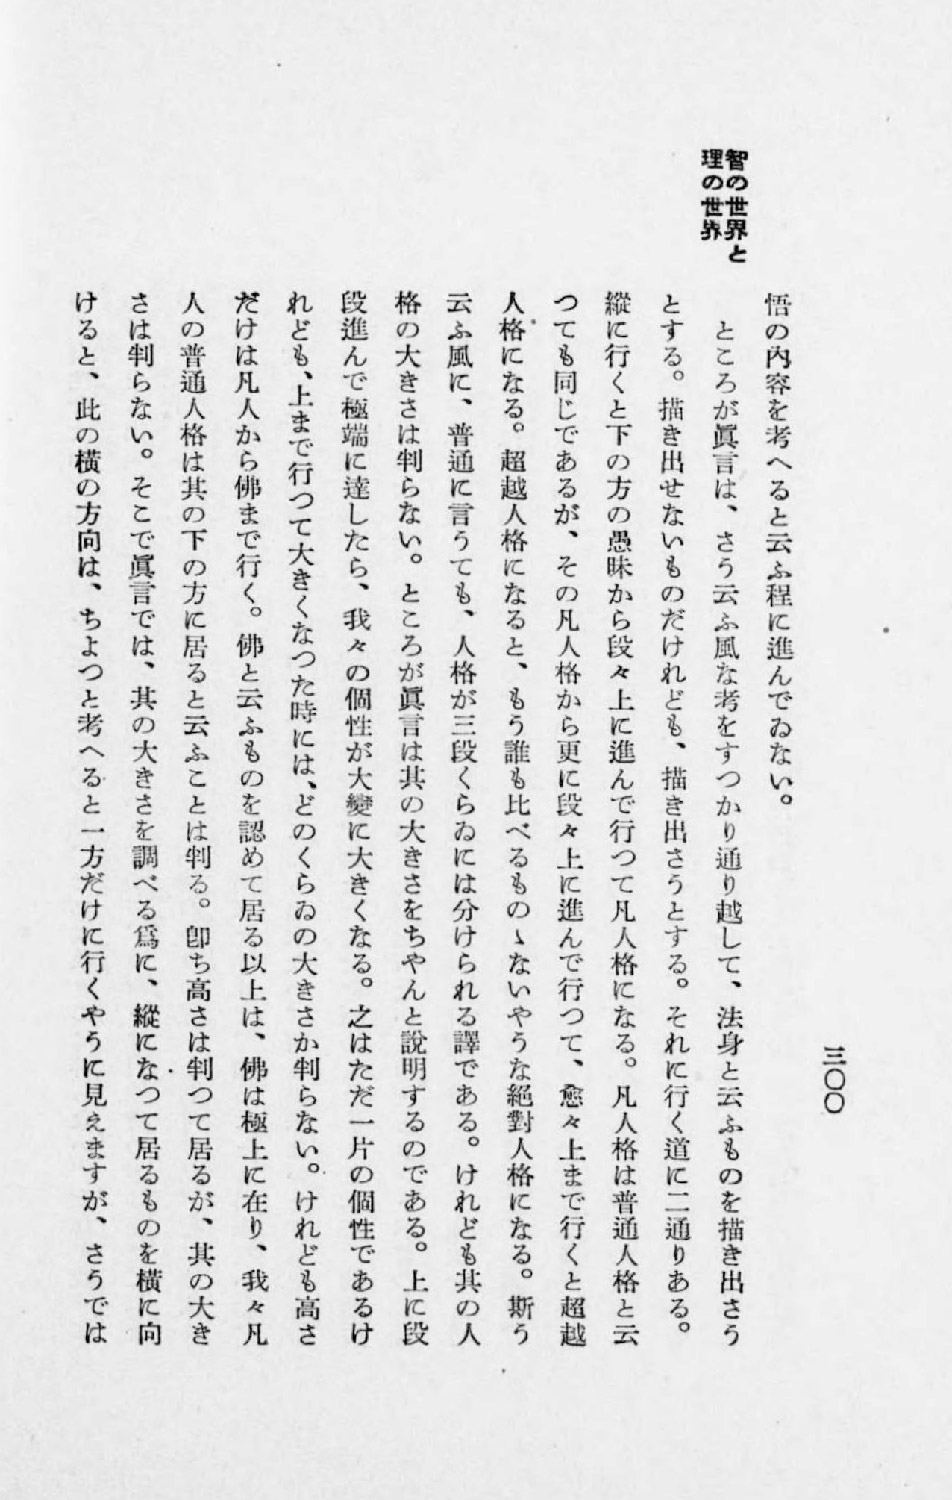 三〇〇
智の世界と
理の世界
悟の內容を考へると云ふ程に進んでゐない。
ところが眞言は、さう云ふ風な考をすつかり通り越して、法身と云ふものを描き出さう
とする。描き出せないものだけれども、描き出さうとする。それに行く道に二通りある。
縱に行くと下の方の愚昧から段々上に進んで行つて凡人格になる。凡人格は普通人格と云
つても同じであるが、その凡人格から更に段々上に進んで行つて、愈々上まで行くと超越
人格になる。超越人格になると、もう誰も比べるものゝないやうな絕對人格になる。斯う
云ふ風に、普通に言うても、人格が三段くらゐには分けられる譯である。けれども其の人
格の大きさは判らない。ところが眞言は其の大きさをちやんと說明するのである。上に段
段進んで極端に達したら、我々の個性が大變に大きくなる。之はただ一片の個性であるけ
れども、上まで行つて大きくなつた時には、どのくらゐの大きさか判らない。けれども高さ
だけは凡人から佛まで行く。佛と云ふものを認めて居る以上は、佛は極上に在り、我々凡
人の普通人格は其の下の方に居ると云ふことは判る。卽ち高さは判つて居るが、其の大き
さは判らない。そこで眞言では、其の大きさを調べる爲に、縱になつて居るものを橫に向
けると、此の橫の方向は、ちよつと考へると一方だけに行くやうに見えますが、さうでは